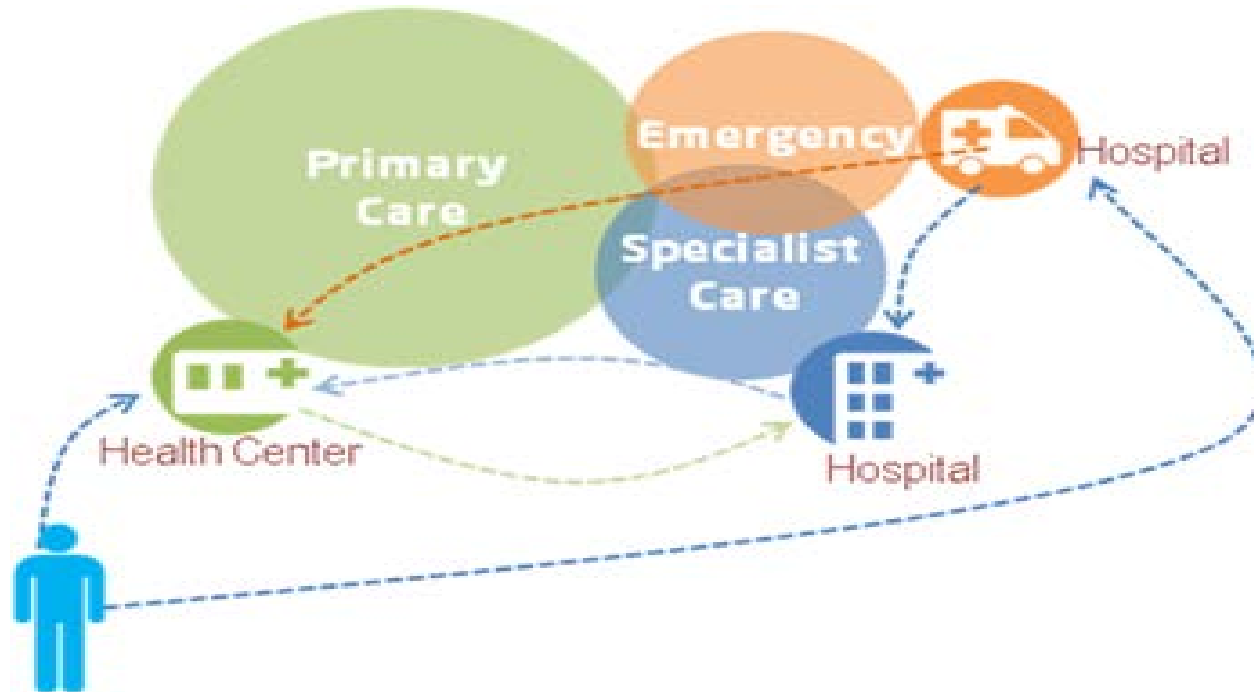 Primary
Care
Emergency
Hospital
Specialist
Care
Health Center
Hospital